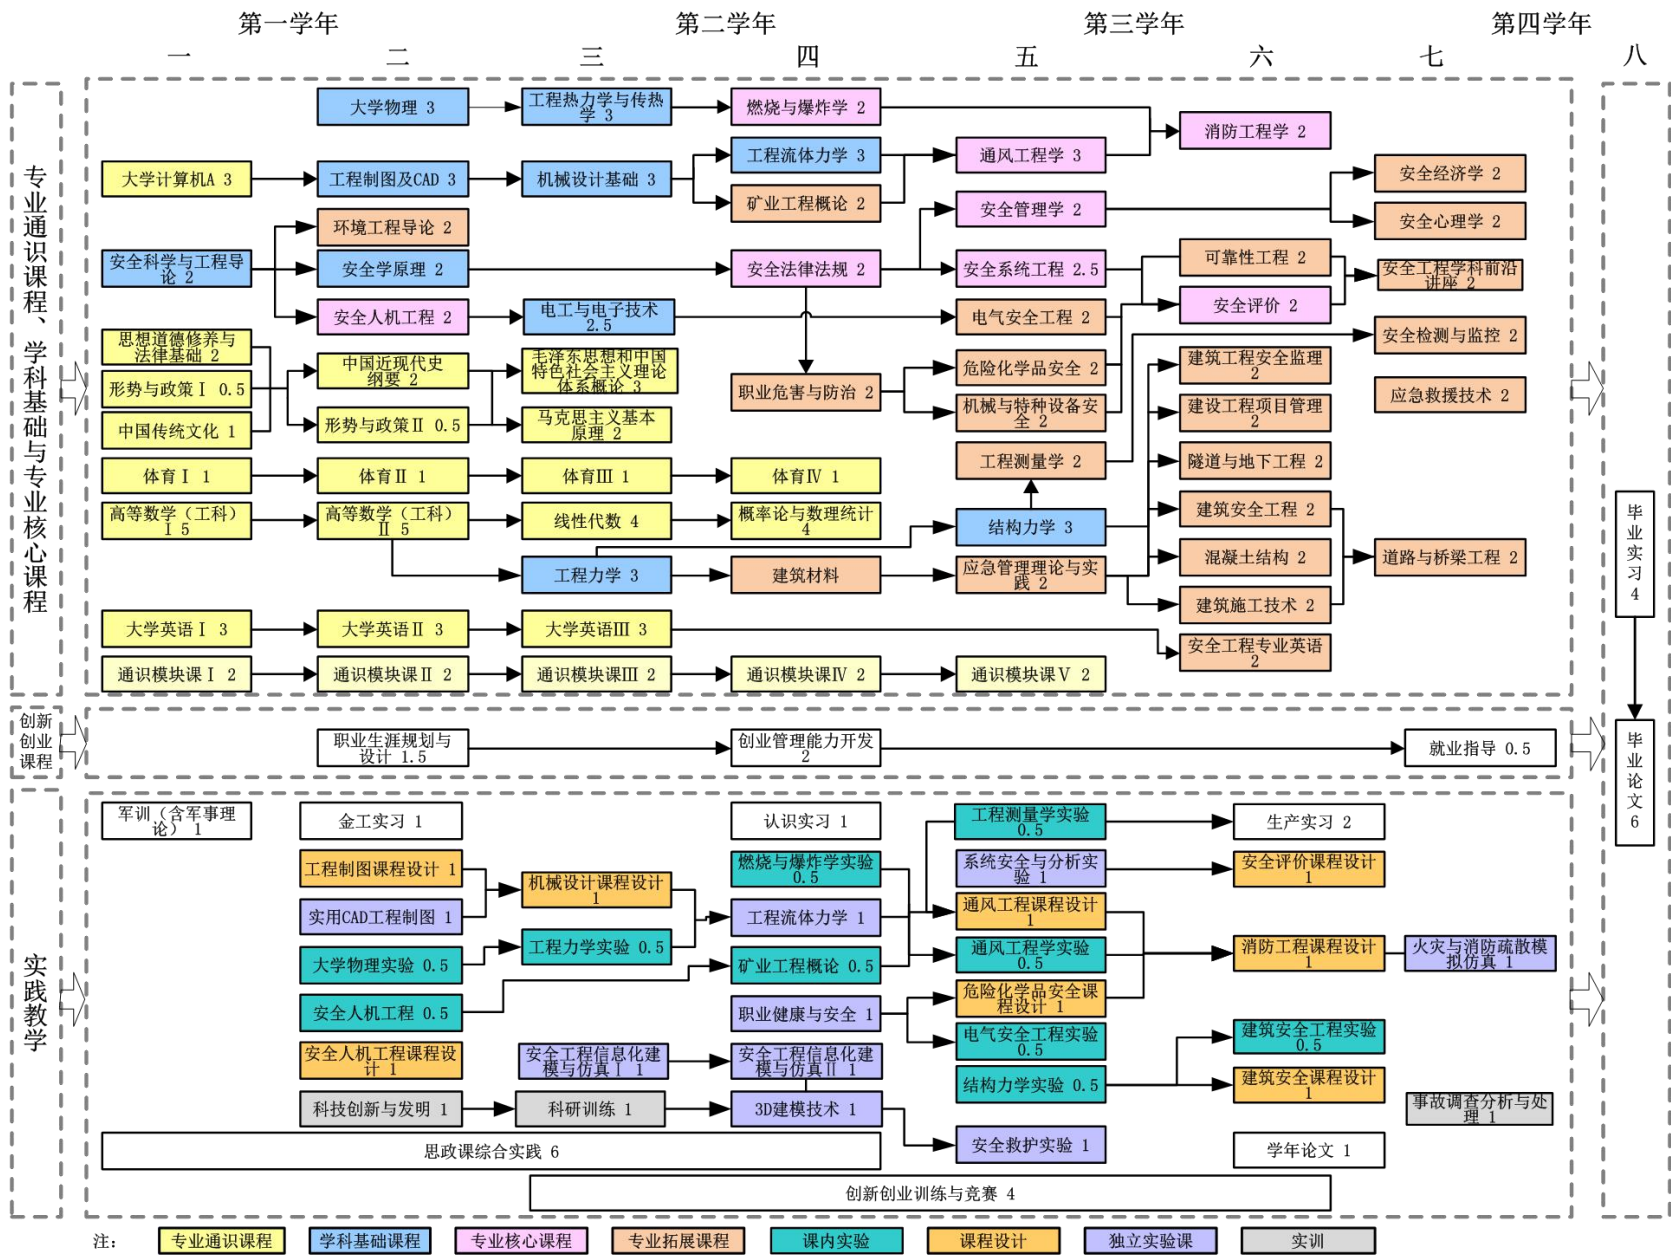 第一学年
第二学年
第三学年
第四学年
一
二
三
四
五
六
七
八
专业通识课程、学科基础与专业核心课程
大学物理 3
工程热力学与传热
学 3
燃烧与爆炸学 2
消防工程学 2
大学计算机A 3
工程制图及CAD 3
机械设计基础 3
工程流体力学 3
通风工程学 3
矿业工程概论 2
安全管理学 2
安全经济学 2
安全心理学 2
环境工程导论 2
安全科学与工程导
论 2
安全学原理 2
安全法律法规 2
安全系统工程 2.5
可靠性工程 2
安全工程学科前沿
讲座 2
安全人机工程 2
电工与电子技术
2.5
电气安全工程 2
安全评价 2
安全检测与监控 2
思想道德修养与
法律基础 2
形势与政策Ⅰ 0.5
中国传统文化 1
中国近现代史
纲要 2
形势与政策Ⅱ 0.5
毛泽东思想和中国
特色社会主义理论
体系概论 3
马克思主义基本
原理 2
职业危害与防治 2
危险化学品安全 2
机械与特种设备安
全 2
建筑工程安全监理
2
建设工程项目管理
2
应急救援技术 2
体育Ⅰ 1
体育Ⅱ 1
体育Ⅲ 1
体育Ⅳ 1
工程测量学 2
隧道与地下工程 2
高等数学（工科）
Ⅰ 5
高等数学（工科）
Ⅱ 5
线性代数 4
概率论与数理统计
4
结构力学 3
建筑安全工程 2
工程力学 3
建筑材料
应急管理理论与实
践 2
混凝土结构 2
道路与桥梁工程 2
建筑施工技术 2
大学英语Ⅰ 3
大学英语Ⅱ 3
大学英语Ⅲ 3
安全工程专业英语
2
通识模块课Ⅰ 2
通识模块课Ⅱ 2
通识模块课Ⅲ 2
通识模块课Ⅳ 2
通识模块课Ⅴ 2
毕业实习4
毕业论文6
创新
创业
课程
职业生涯规划与
设计 1.5
创业管理能力开发
2
就业指导 0.5
实践教学
军训（含军事理
论） 1
金工实习 1
认识实习 1
工程测量学实验
0.5
生产实习 2
工程制图课程设计 1
机械设计课程设计
1
燃烧与爆炸学实验
0.5
系统安全与分析实
验 1
安全评价课程设计
1
实用CAD工程制图 1
工程流体力学 1
通风工程课程设计
1
大学物理实验 0.5
工程力学实验 0.5
矿业工程概论 0.5
通风工程学实验
0.5
消防工程课程设计
1
火灾与消防疏散模
拟仿真 1
安全人机工程 0.5
职业健康与安全 1
危险化学品安全课
程设计 1
电气安全工程实验
0.5
建筑安全工程实验
0.5
安全人机工程课程设
计 1
安全工程信息化建
模与仿真Ⅰ 1
安全工程信息化建
模与仿真Ⅱ 1
结构力学实验 0.5
建筑安全课程设计
1
科技创新与发明 1
科研训练 1
3D建模技术 1
事故调查分析与处
理 1
思政课综合实践 6
安全救护实验 1
学年论文 1
创新创业训练与竞赛 4
注：
专业通识课程
学科基础课程
专业核心课程
专业拓展课程
课内实验
课程设计
独立实验课
实训